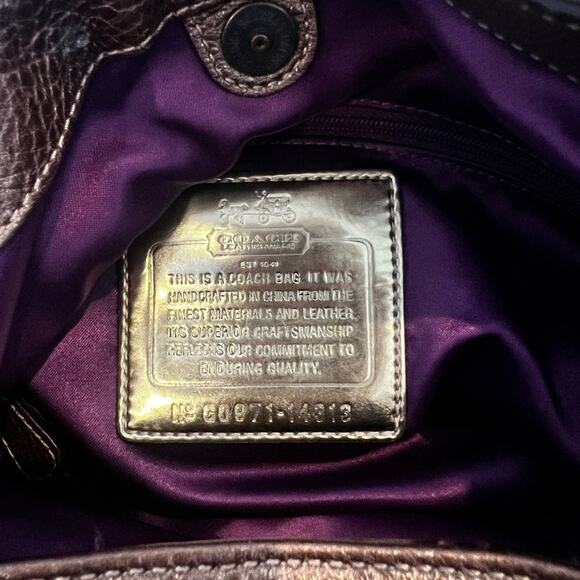 COACH
LEATHERWARE
EST. 1941
THIS IS A COACH BAG. IT WAS
HANDCRAFTED IN CHINA FROM THE
FINEST MATERIALS AND LEATHER.
ITS SUPERIOR CRAFTSMANSHIP
REFLECTS OUR COMMITMENT TO
ENDURING QUALITY.
Nº C0971-14313